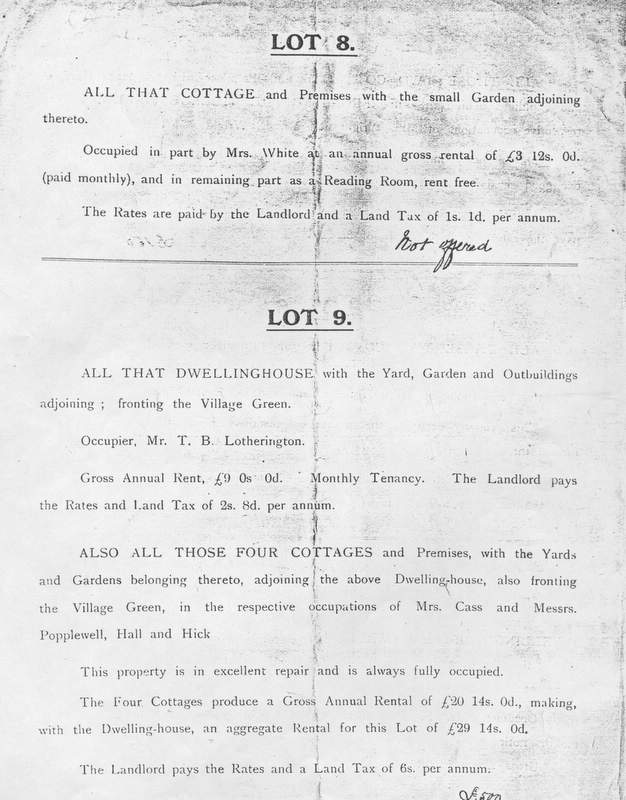 LOT 8.
ALL THAT COTTAGE and Premises with the small Garden adjoining
thereto.
Occupied in part by Mrs. White at an annual gross rental of £3 12s. 0d.
(paid monthly), and in remaining part as a Reading Room, rent free.
The Rates are paid by the Landlord and a Land Tax of 1s. 1d. per annum.
Not offered
LOT 9.
ALL THAT DWELLINGHOUSE with the Yard, Garden and Outbuildings
adjoining ; fronting the Village Green.
Occupier, Mr. T. B. Lotherington.
Gross Annual Rent, £9 0s 0d. Monthly Tenancy. The Landlord pays
the Rates and Land Tax of 2s. 8d. per annum.
ALSO ALL THOSE FOUR COTTAGES and Premises, with the Yards
and Gardens belonging thereto, adjoining the above Dwelling-house, also fronting
the Village Green, in the respective occupations of Mrs. Cass and Messrs.
Popplewell, Hall and Hick
This property is in excellent repair and is always fully occupied.
The Four Cottages produce a Gross Annual Rental of £20 14s. 0d., making,
with the Dwelling-house, an aggregate Rental for this Lot of £29 14s. 0d.
The Landlord pays the Rates and a Land Tax of 6s. per annum.
£500